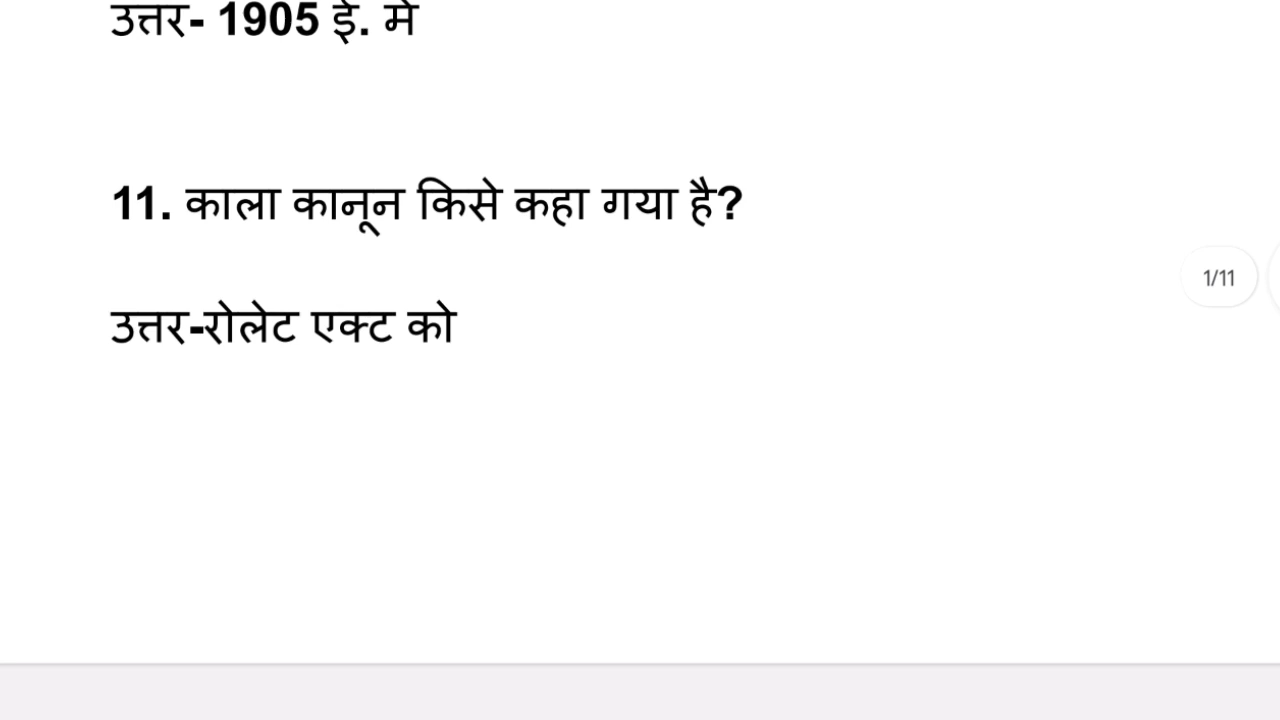 उत्तर- 1905 ई. में
11. काला कानून किसे कहा गया है?
1/11
उत्तर-रोलेट एक्ट को